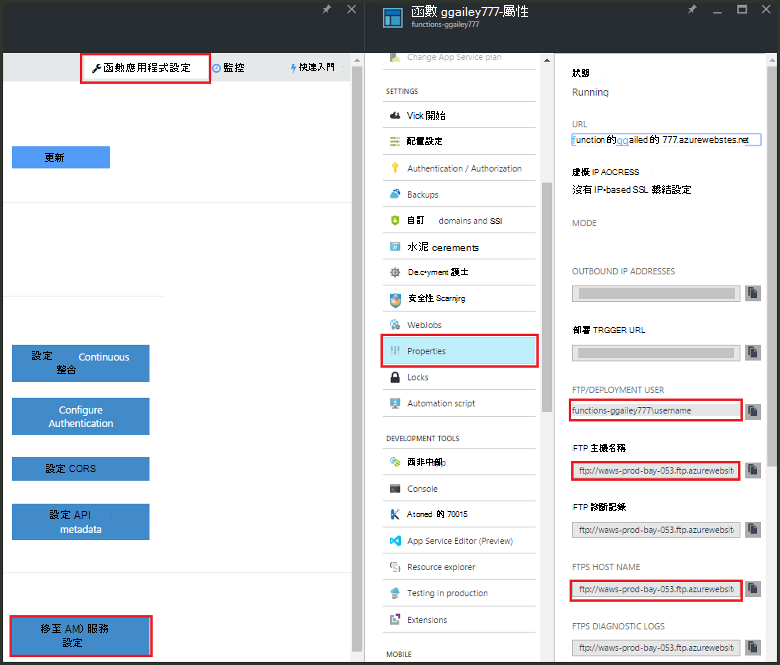 函數應用程式設定
監控
快速入門
更新
設定 Continuous
整合
Configure
Authentication
設定 CORS
設定 API
metadata
移至 AMD 服務
設定
函數 ggailey777-屬性
functions-ggailey777
Change App Service plan
SETTINGS
Vick 開始
配置設定
Authentication / Authorization
Backups
自訂 domains and SSl
水泥 cerements
De.c•yment 護士
安全性 Scarnjrg
WebJobs
Properties
Locks
Automation script
DEVELOPMENT TOOLS
西非中部
Console
Atoned 的 70015
App Service Editor (Preview)
Resource explorer
Testing in production
Extensions
MOBILE
狀態
Running
URL
function 的ggailed 的 777.azurewebstes.net
虛擬 IP AOCRESS
沒有 IP•based SSL 繫結設定
MODE
OUTBOUND IP ADDRESSES
部署 TRGGER URL
FTP/DEPLOYMENT USER
functions-ggailey777\username
FTP 主機名稱
ftp://waws-prod-bay-053.ftp.azurewebsit
FTP 診斷記錄
ftp://waws-prod-bay-053.ftp.azurewebsit
FTPS HOST NAME
ftp://waws-prod-bay-053.ftp.azurewebsit
FTPS DIAGNOSTIC LOGS
ftp://waws-prod-bay-053.ftp.azurewebsit